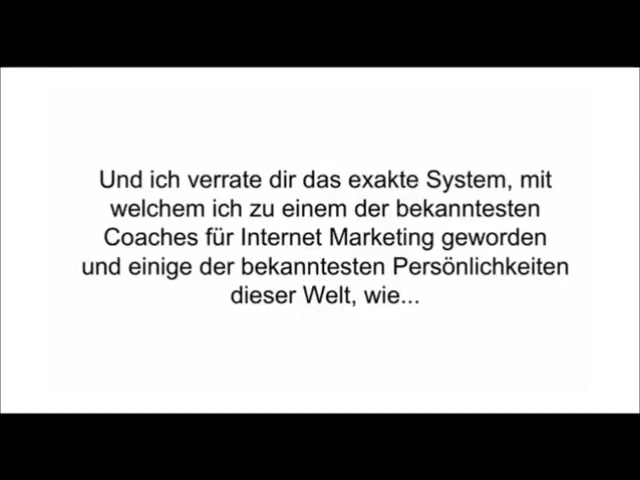 Und ich verrate dir das exakte System, mit
welchem ich zu einem der bekanntesten
Coaches für Internet Marketing geworden
und einige der bekanntesten Persönlichkeiten
dieser Welt, wie...